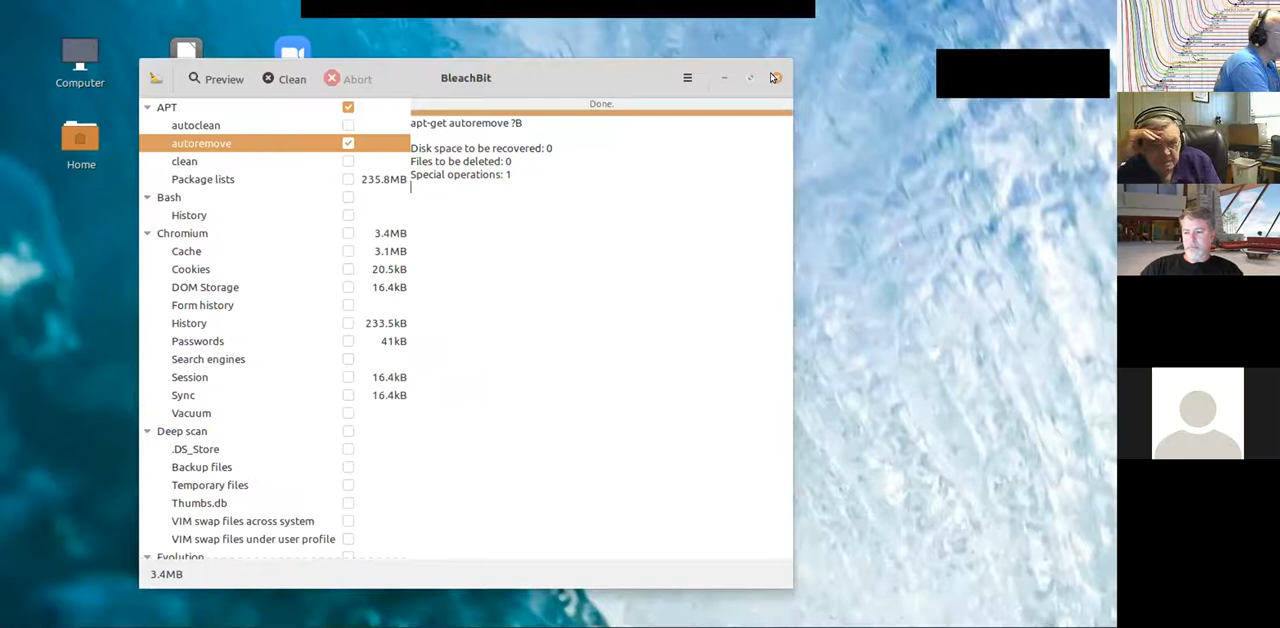 Computer
Home
Preview
Clean
Abort
BleachBit
APT
autoclean
autoremove
clean
Package lists 235.8MB
Bash
History
Chromium 3.4MB
Cache 3.1MB
Cookies 20.5kB
DOM Storage 16.4kB
Form history
History 233.5kB
Passwords 41kB
Search engines
Session 16.4kB
Sync 16.4kB
Vacuum
Deep scan
.DS_Store
Backup files
Temporary files
Thumbs.db
VIM swap files across system
VIM swap files under user profile
Evolution
3.4MB
Done.
apt-get autoremove ?B
Disk space to be recovered: 0
Files to be deleted: 0
Special operations: 1